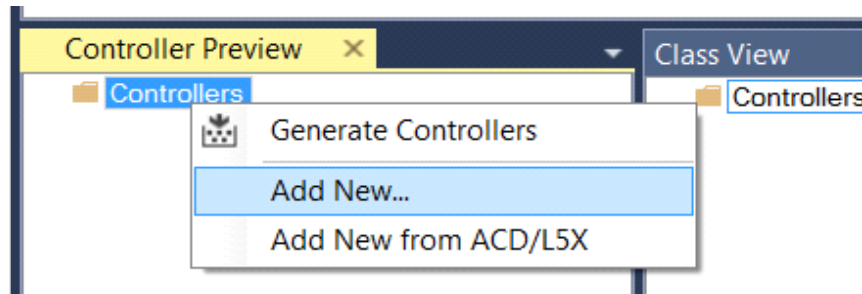 Controller Preview
Class View
Controllers
Controllers
Generate Controllers
Add New...
Add New from ACD/L5X